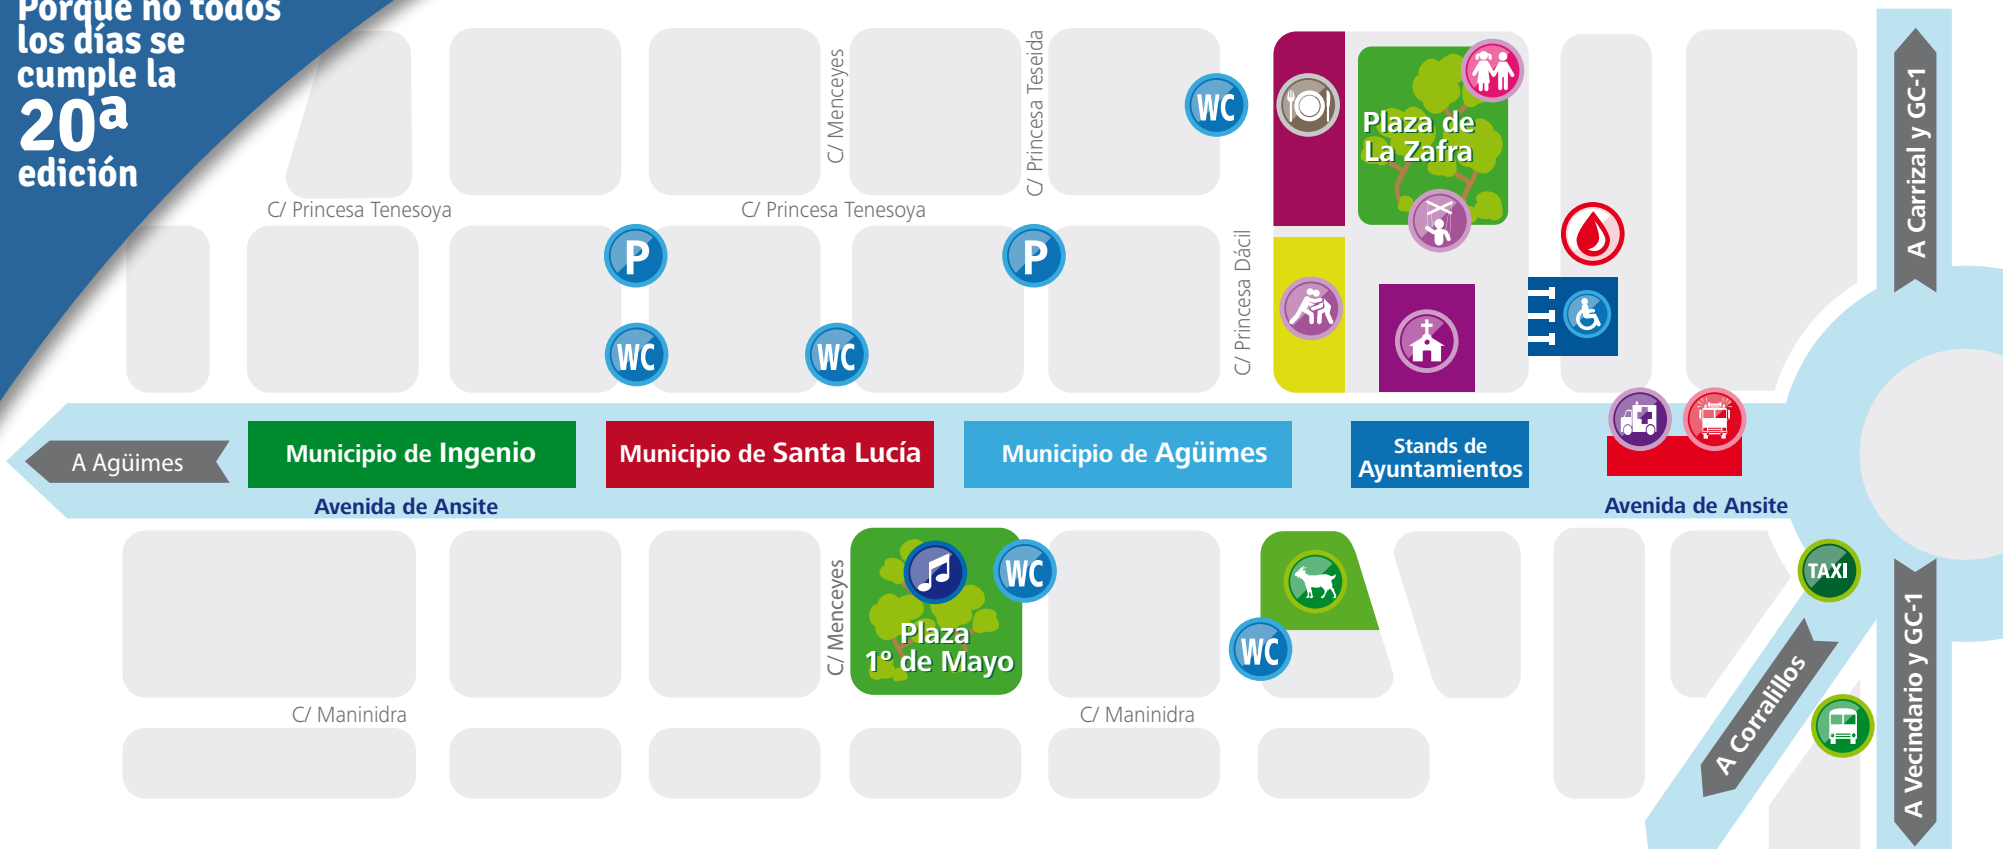 Porque no todos
los días se
cumple la
20ª
edición
C/ Menceyes
C/ Princesa Teseida
WC
Plaza de
La Zafra
A Carrizal y GC-1
C/ Princesa Tenesoya
C/ Princesa Tenesoya
P
P
C/ Princesa Dácil
WC
WC
A Agüimes
Municipio de Ingenio
Municipio de Santa Lucía
Municipio de Agüimes
Stands de
Ayuntamientos
Avenida de Ansite
Avenida de Ansite
C/ Menceyes
WC
Plaza
1º de Mayo
WC
TAXI
A Corralillos
A Vecindario y GC-1
C/ Maninidra
C/ Maninidra